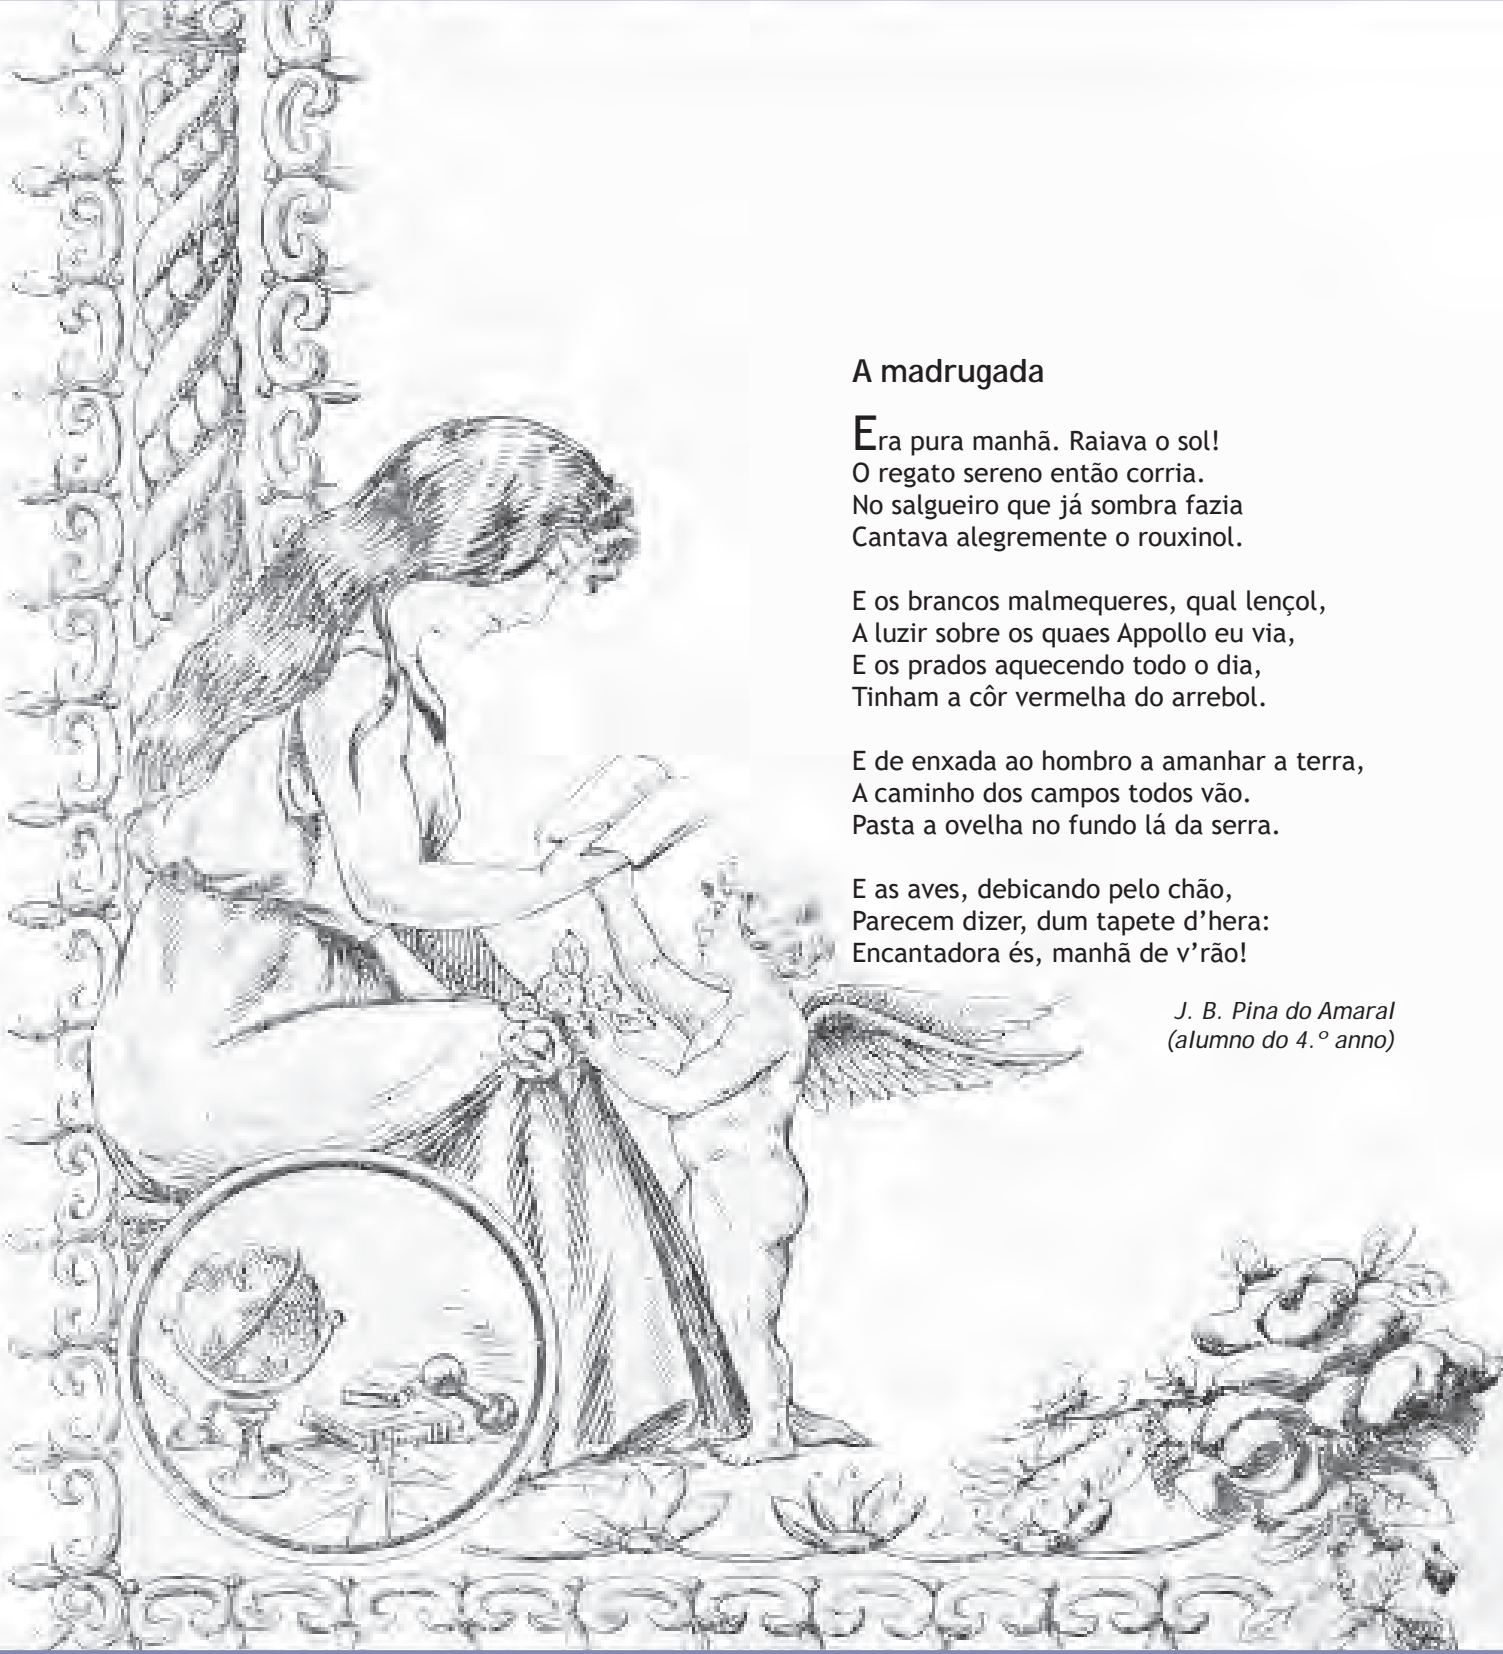 A madrugada
Era pura manhã. Raiava o sol!
O regato sereno então corria.
No salgueiro que já sombra fazia
Cantava alegremente o rouxinol.
E os brancos malmequeres, qual lençol,
A luzir sobre os quaes Appollo eu via,
E os prados aquecendo todo o dia,
Tinham a côr vermelha do arrebol.
E de enxada ao hombro a amanhar a terra,
A caminho dos campos todos vão.
Pasta a ovelha no fundo lá da serra.
E as aves, debicando pelo chão,
Parecem dizer, dum tapete d’hera:
Encantadora és, manhã de v’rão!
J. B. Pina do Amaral
(alumno do 4.º anno)